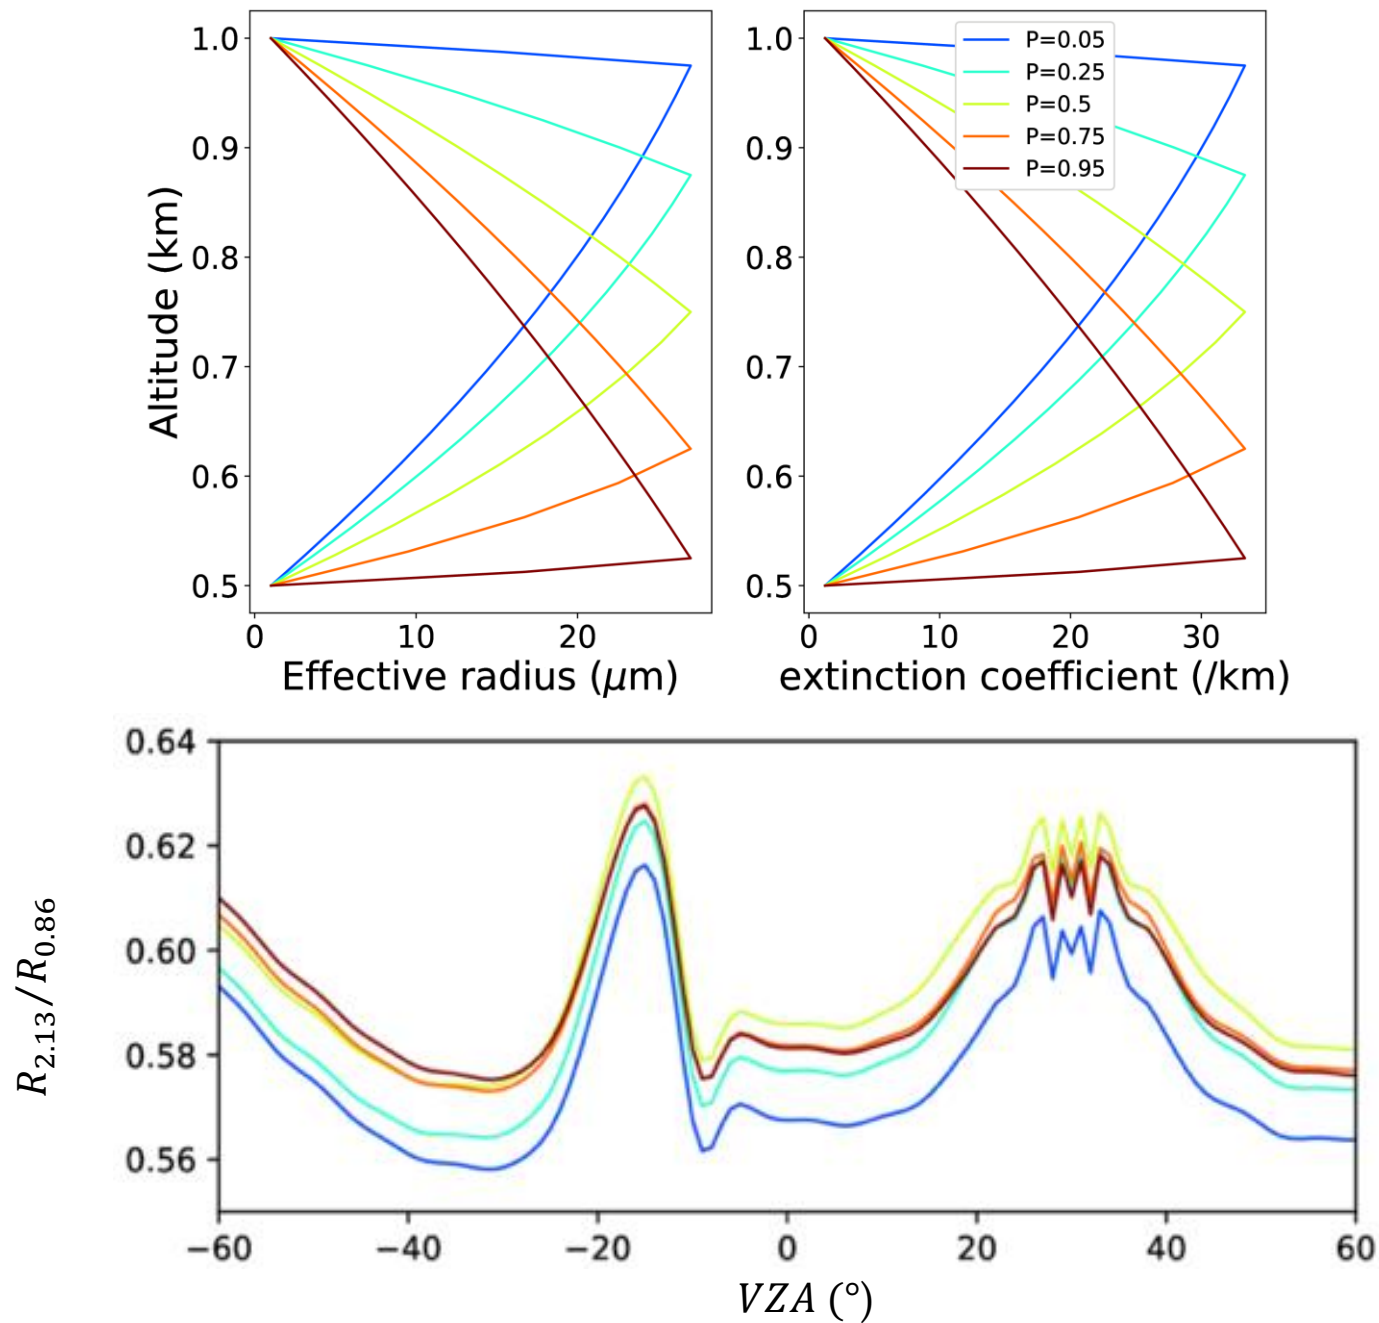 1.0
0.9
0.8
0.7
0.6
0.5
Altitude (km)
0 10 20
Effective radius (μm)
1.0
0.9
0.8
0.7
0.6
0.5
0 10 20 30
extinction coefficient (/km)
P=0.05
P=0.25
P=0.5
P=0.75
P=0.95
0.64
0.62
0.60
0.58
0.56
R2.13/R0.86
−60 −40 −20 0 20 40 60
VZA (°)